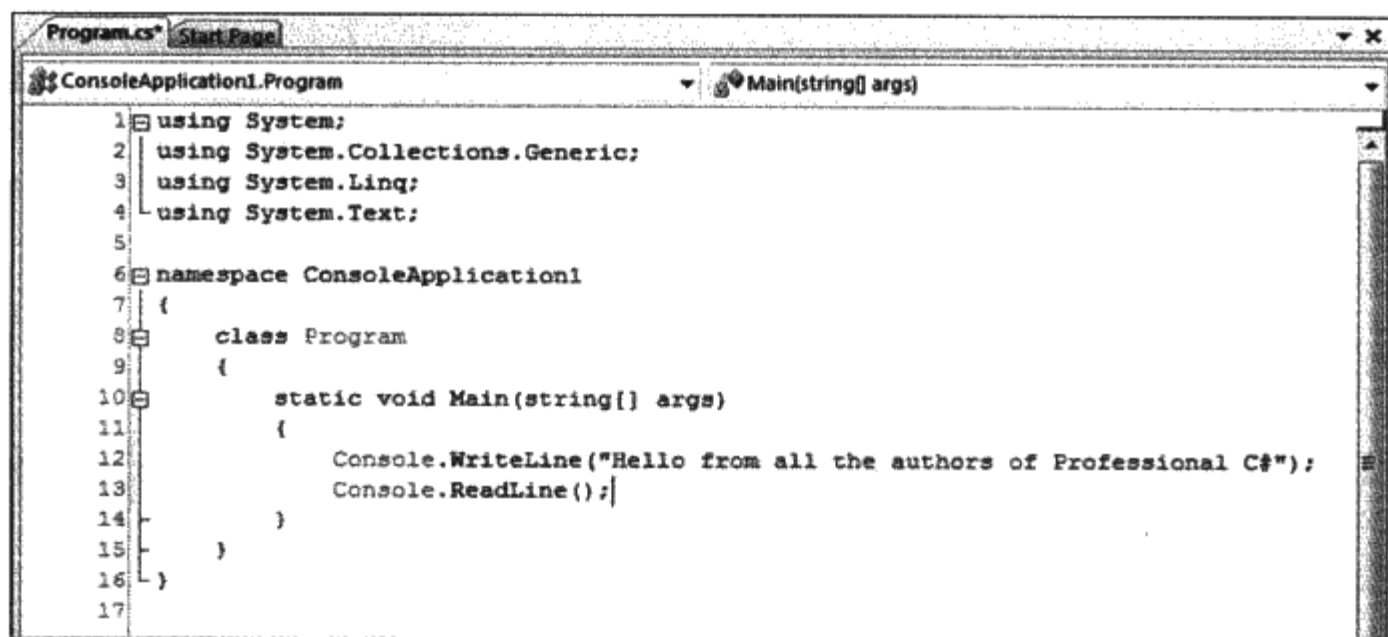 Program.cs* Start Page
ConsoleApplication1.Program Main(string[] args)
1 using System;
2 using System.Collections.Generic;
3 using System.Linq;
4 using System.Text;
5
6 namespace ConsoleApplication1
7 {
8 class Program
9 {
10 static void Main(string[] args)
11 {
12 Console.WriteLine("Hello from all the authors of Professional C#");
13 Console.ReadLine();
14 }
15 }
16 }
17